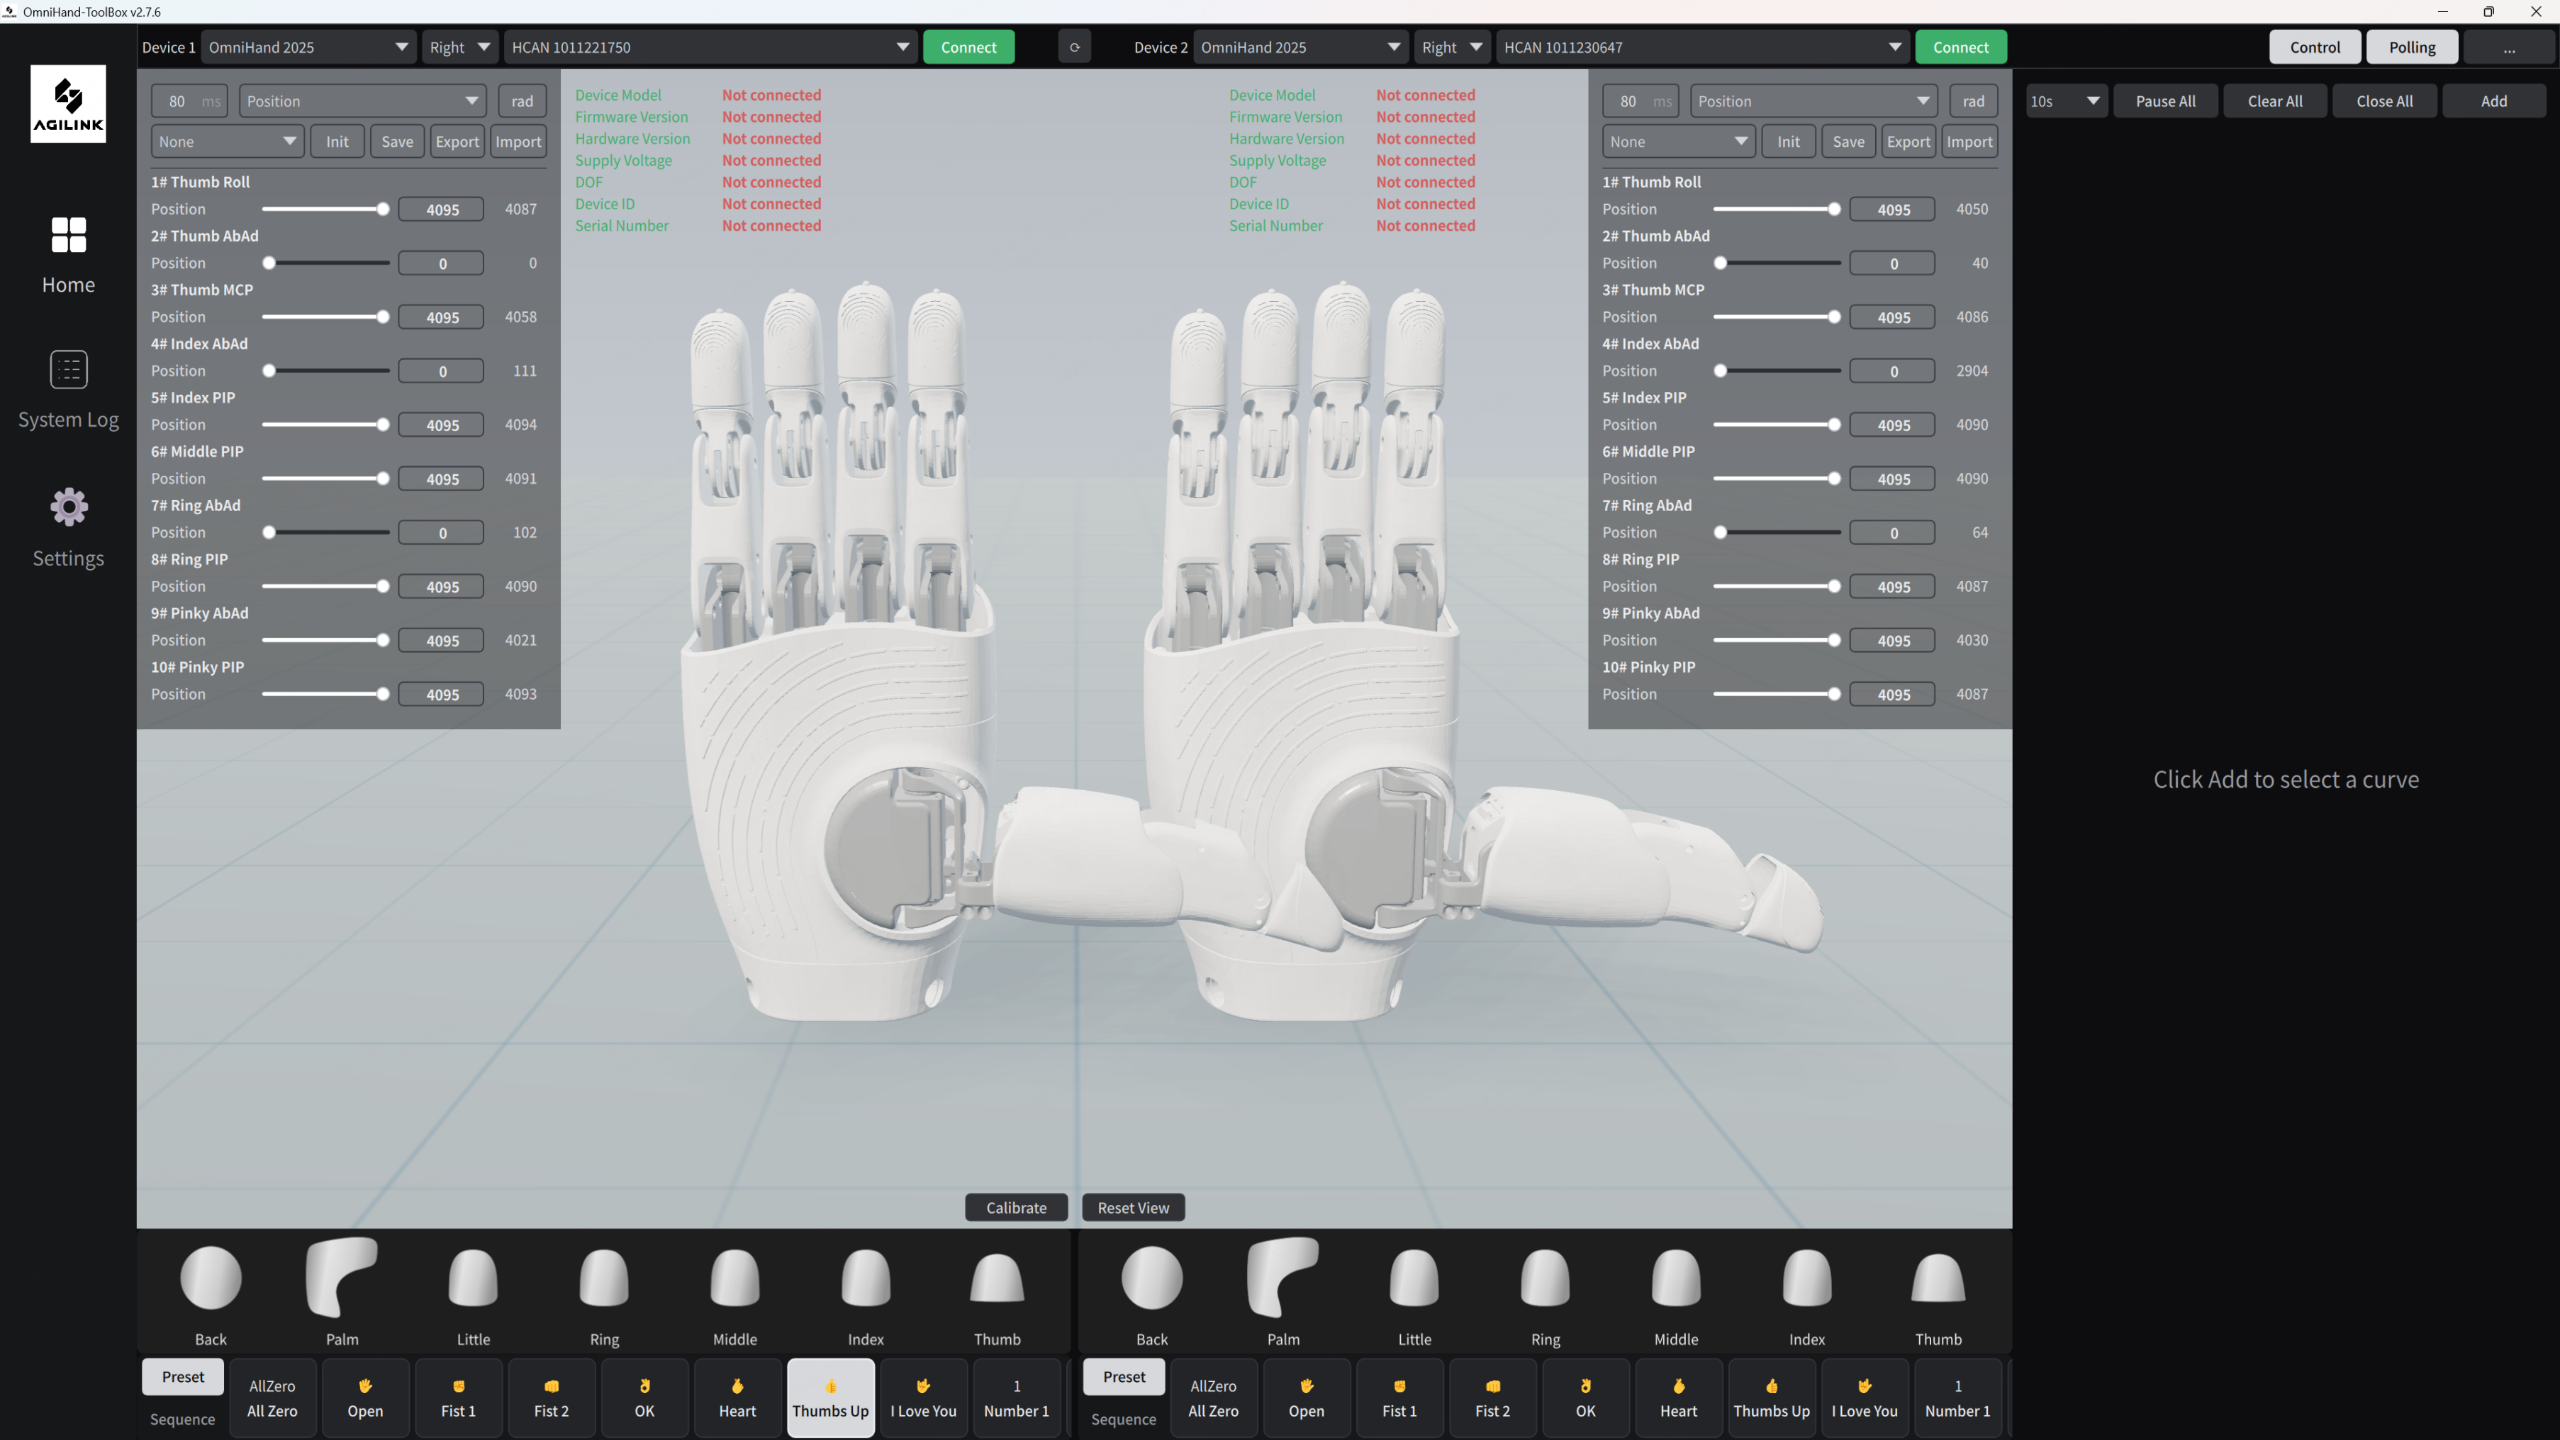 OmniHand-ToolBox v2.7.6
Device 1 OmniHand 2025 Right HCAN 1011221750 Connect
Device 2 OmniHand 2025 Right HCAN 1011230647 Connect
Control Polling ...
AGILINK
Home
System Log
Settings
80 ms Position rad
None Init Save Export Import
1# Thumb Roll
Position 4095 4087
2# Thumb AbAd
Position 0 0
3# Thumb MCP
Position 4095 4058
4# Index AbAd
Position 0 111
5# Index PIP
Position 4095 4094
6# Middle PIP
Position 4095 4091
7# Ring AbAd
Position 0 102
8# Ring PIP
Position 4095 4090
9# Pinky AbAd
Position 4095 4021
10# Pinky PIP
Position 4095 4093
Device Model Not connected
Firmware Version Not connected
Hardware Version Not connected
Supply Voltage Not connected
DOF Not connected
Device ID Not connected
Serial Number Not connected
Device Model Not connected
Firmware Version Not connected
Hardware Version Not connected
Supply Voltage Not connected
DOF Not connected
Device ID Not connected
Serial Number Not connected
80 ms Position rad
None Init Save Export Import
1# Thumb Roll
Position 4095 4050
2# Thumb AbAd
Position 0 40
3# Thumb MCP
Position 4095 4086
4# Index AbAd
Position 0 2904
5# Index PIP
Position 4095 4090
6# Middle PIP
Position 4095 4090
7# Ring AbAd
Position 0 64
8# Ring PIP
Position 4095 4087
9# Pinky AbAd
Position 4095 4030
10# Pinky PIP
Position 4095 4087
10s Pause All Clear All Close All Add
Click Add to select a curve
Calibrate Reset View
Back Palm Little Ring Middle Index Thumb
Back Palm Little Ring Middle Index Thumb
Preset
Sequence
AllZero
All Zero
Open
Fist 1
Fist 2
OK
Heart
Thumbs Up
I Love You
1
Number 1
Preset
Sequence
AllZero
All Zero
Open
Fist 1
Fist 2
OK
Heart
Thumbs Up
I Love You
1
Number 1